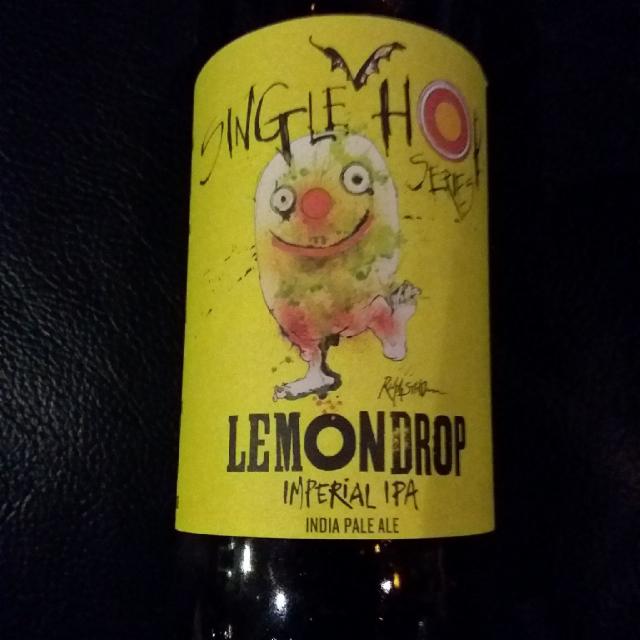 SINGLE HOP
SERIES
LEMONDROP
IMPERIAL IPA
INDIA PALE ALE